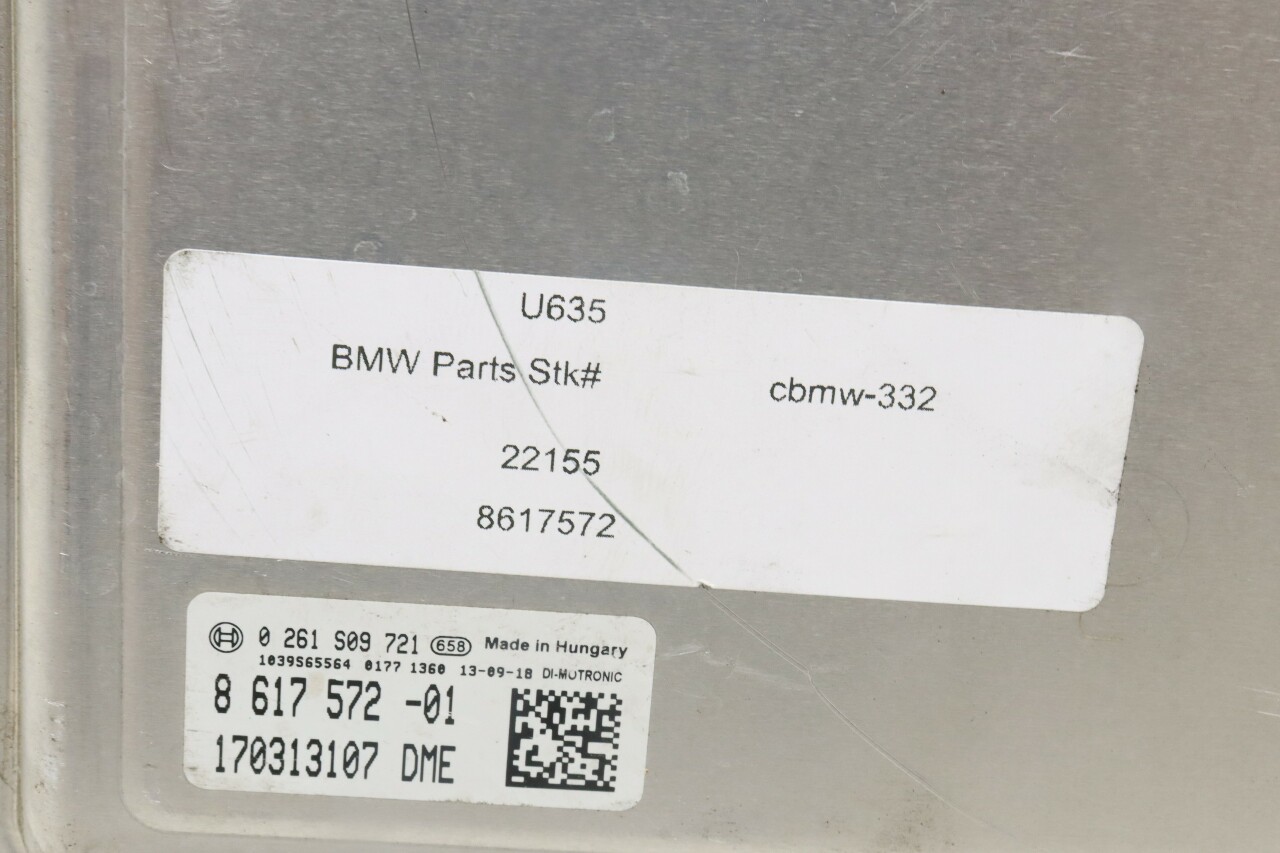 U635
BMW Parts Stk# cbmw-332
22155
8617572
0 261 S09 721 658 Made in Hungary
1039S65564 0177 1360 13-09-18 DI-MOTRONIC
8 617 572 -01
170313107 DME